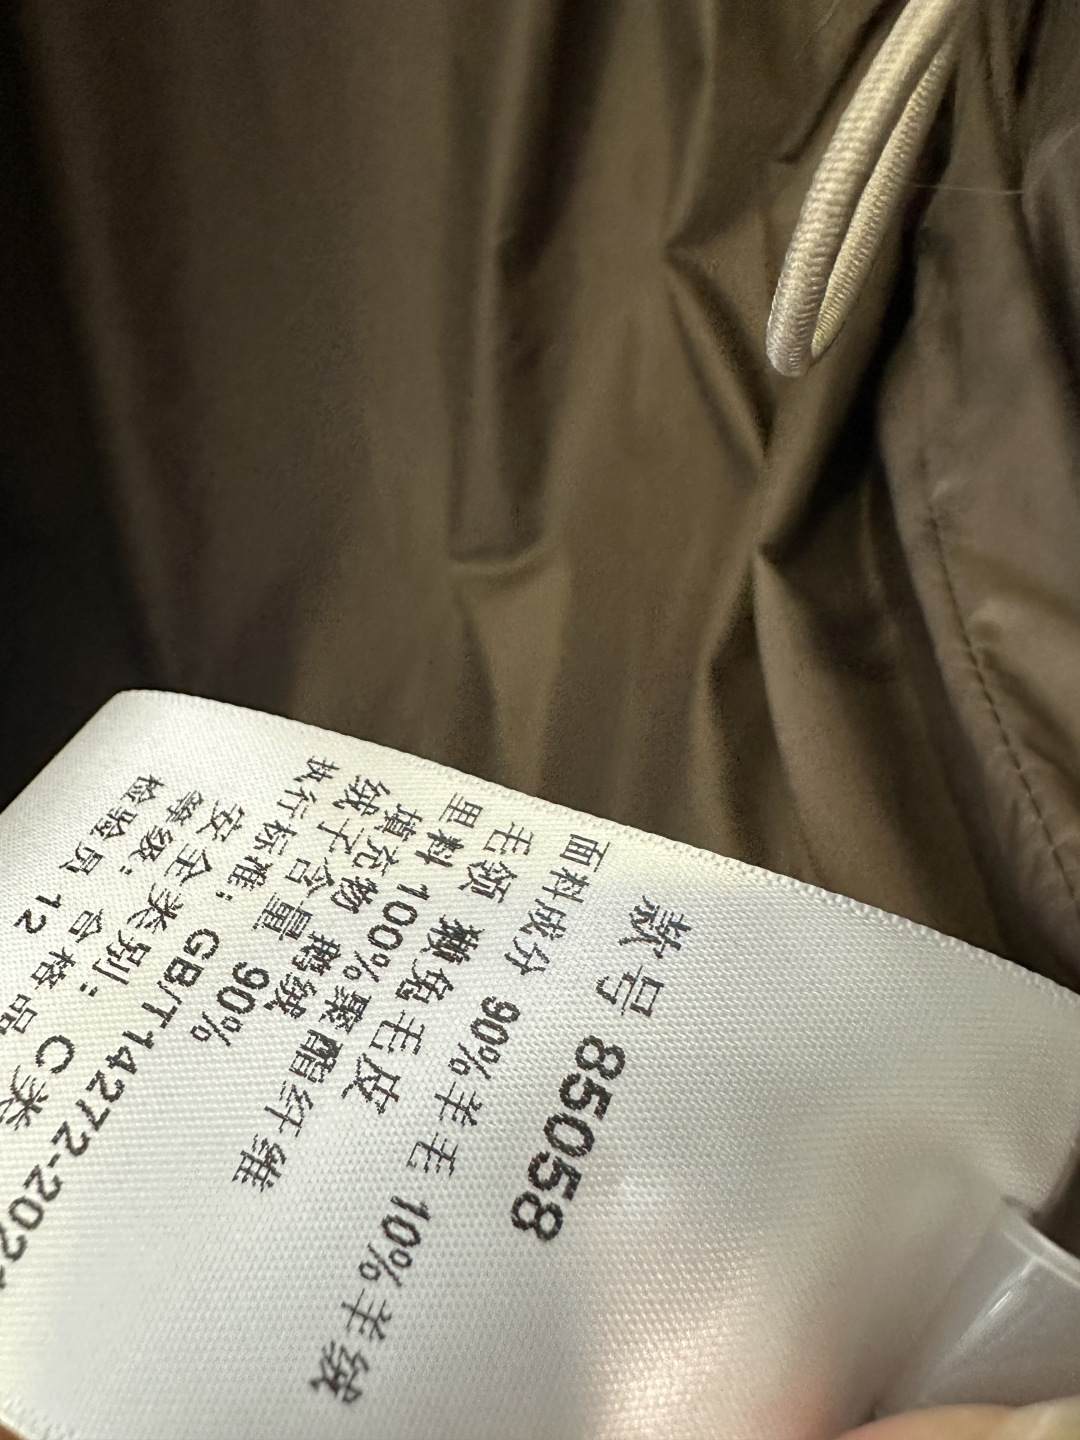 款号 85058
面料成分 90%羊毛 10%羊绒
毛领 獭兔毛皮
里料 100%聚酯纤维
填充物 鹅绒
绒子含量 90%
执行标准: GB/T14272-202
安全类别: C类
等级: 合格品
检验员 12